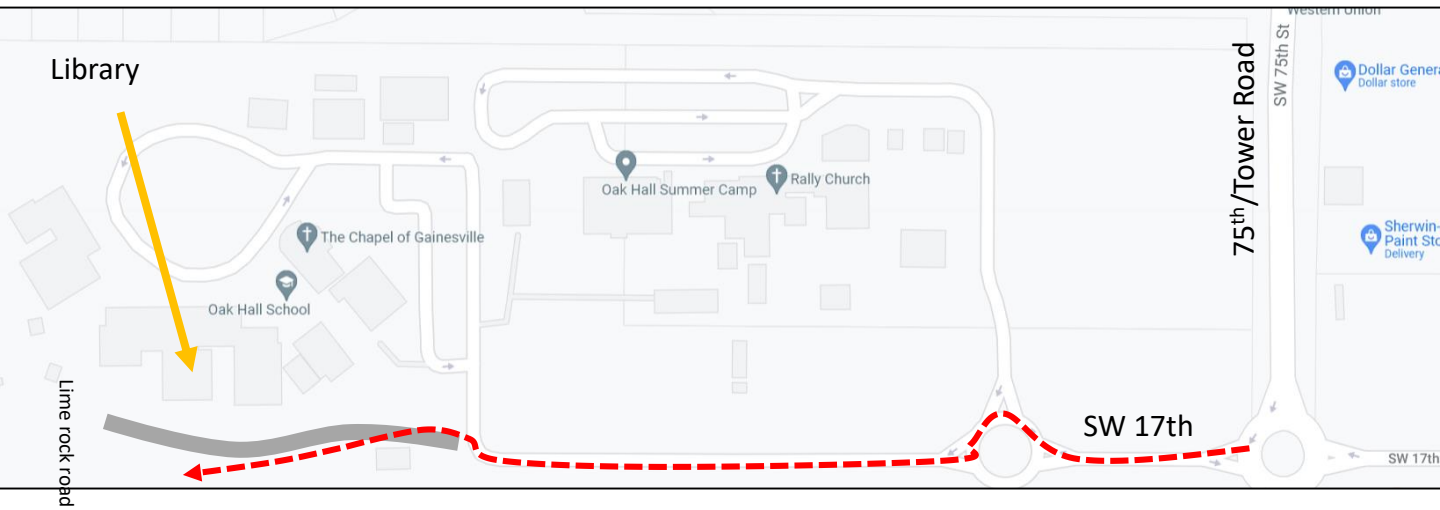 Western Union
Library
75th/Tower Road
SW 75th St
Dollar Genera
Dollar store
Oak Hall Summer Camp
Rally Church
The Chapel of Gainesville
Sherwin-
Paint Sto
Delivery
Oak Hall School
Lime rock road
SW 17th
SW 17th